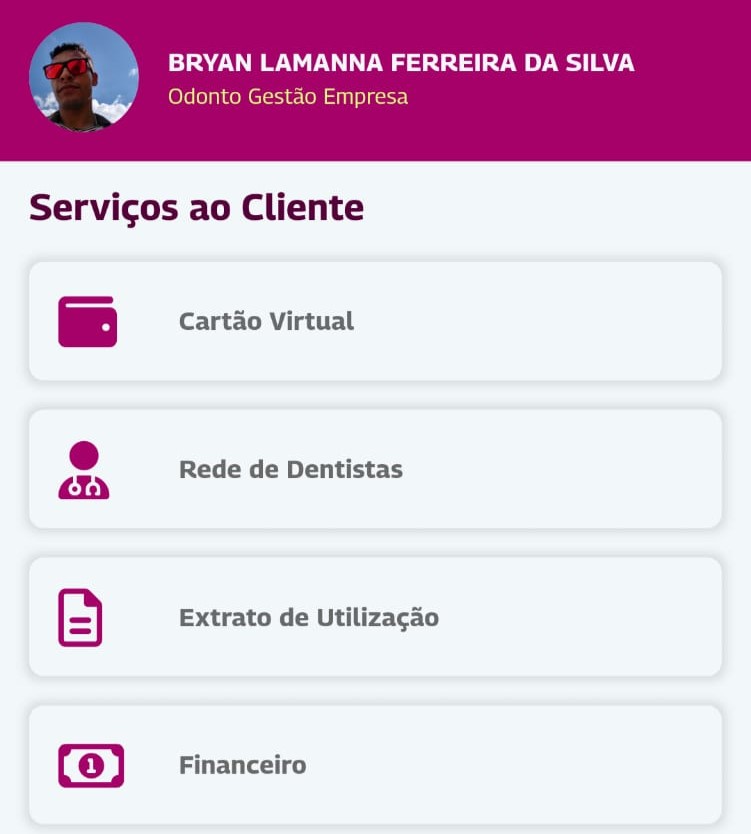 BRYAN LAMANNA FERREIRA DA SILVA
Odonto Gestão Empresa
Serviços ao Cliente
Cartão Virtual
Rede de Dentistas
Extrato de Utilização
1
Financeiro